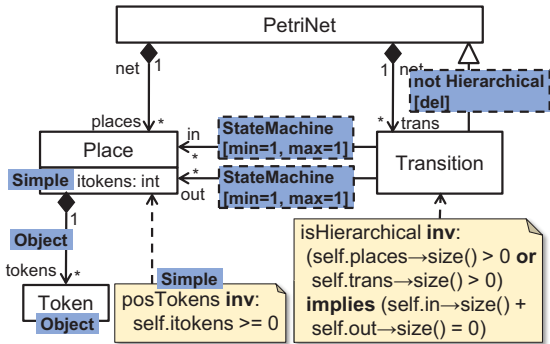 PetriNet
net 1
1 net
not Hierarchical
[del]
places *
* trans
in
*
StateMachine
[min=1, max=1]
Place
Transition
Simple itokens: int
*
out
StateMachine
[min=1, max=1]
1
Object
tokens *
Token
Object
Simple
posTokens inv:
self.itokens >= 0
isHierarchical inv:
(self.places→size() > 0 or
self.trans→size() > 0)
implies (self.in→size() +
self.out→size() = 0)